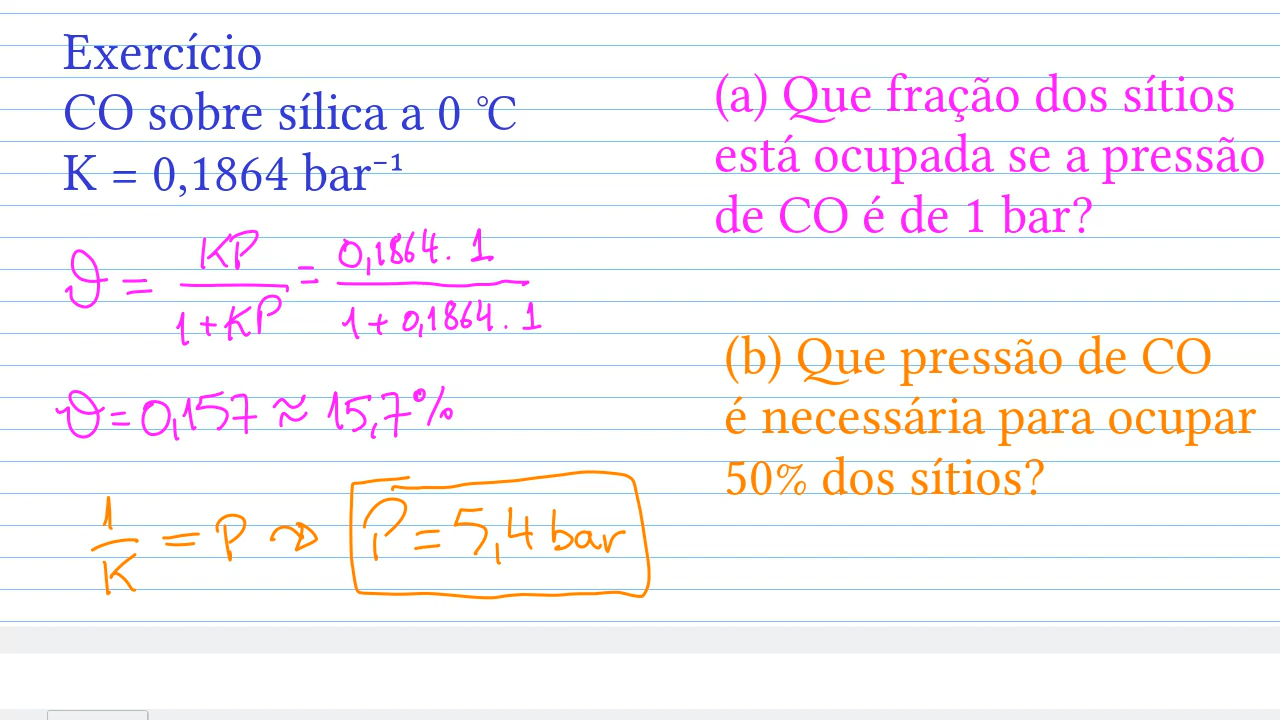 Exercício
CO sobre sílica a 0 ℃
K = 0,1864 bar⁻¹
(a) Que fração dos sítios
está ocupada se a pressão
de CO é de 1 bar?
ϑ = KP / 1+KP = 0,1864 . 1 / 1 + 0,1864 . 1
ϑ = 0,157 ≈ 15,7%
(b) Que pressão de CO
é necessária para ocupar
50% dos sítios?
1 / K = P ⇝ P = 5,4 bar